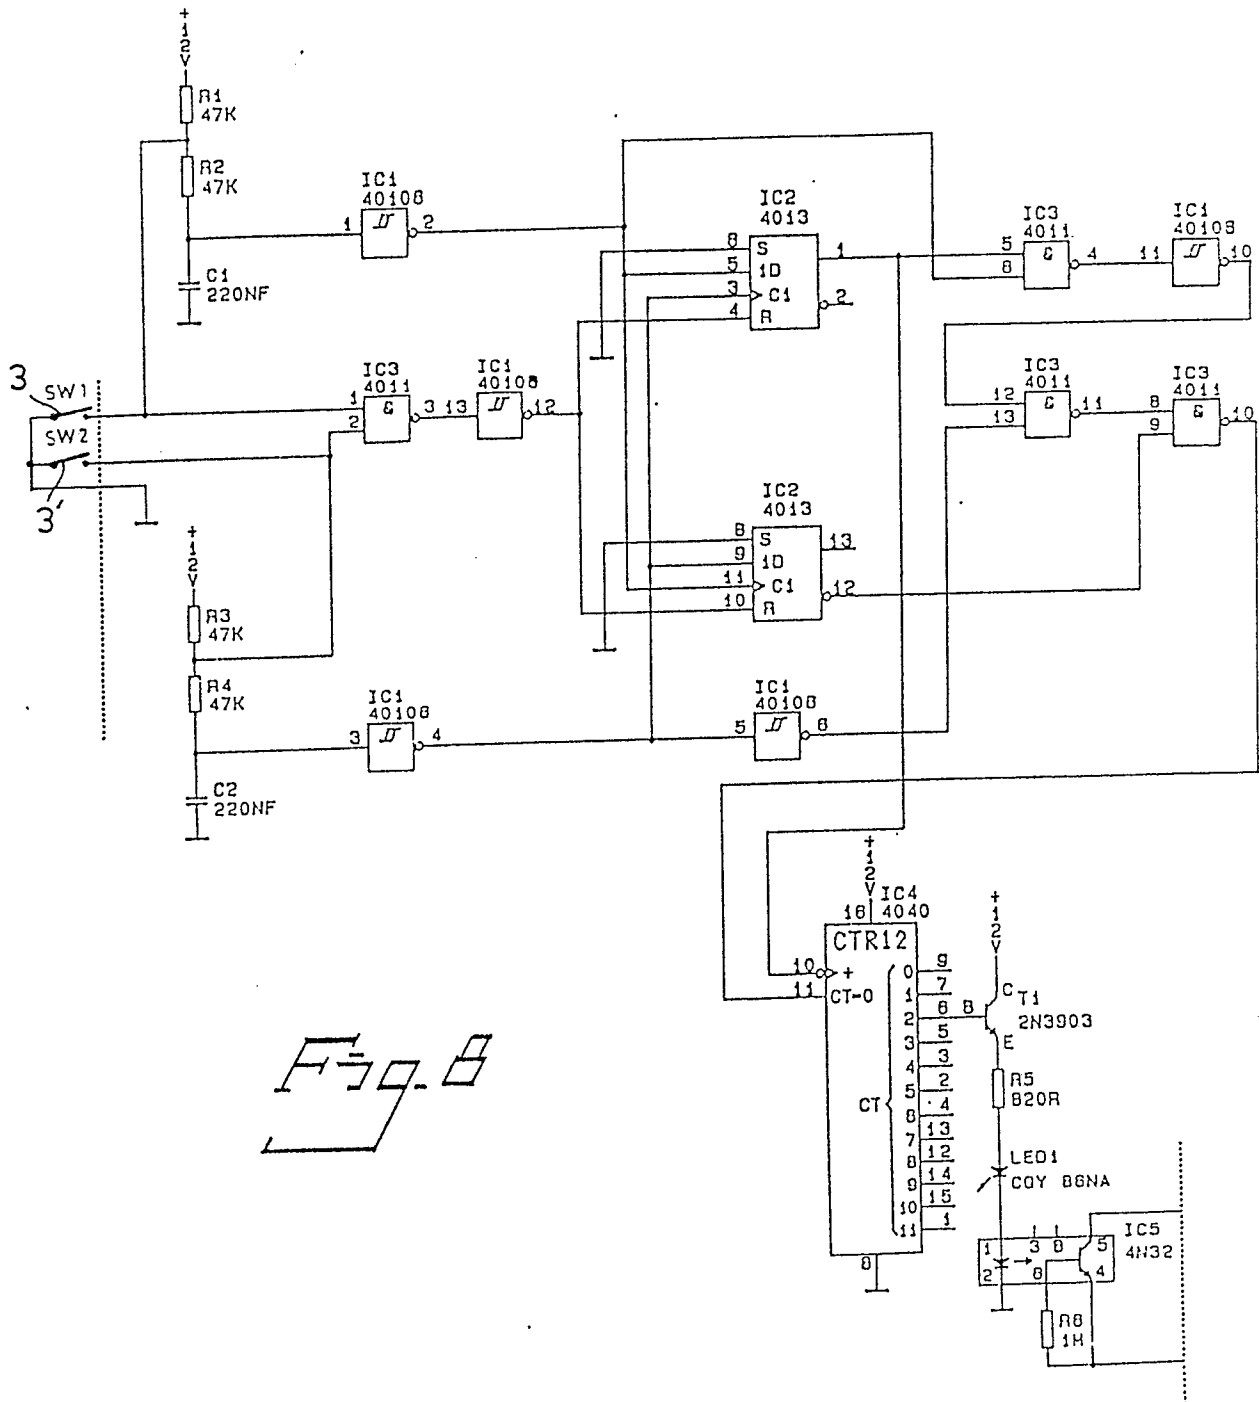 +12V
R1
47K
R2
47K
IC1
40106
1
2
C1
220NF
IC2
4013
6
S
5
1D
3
C1
4
R
1
2
IC3
4011
5
6
&
4
IC1
40106
11
10
3
SW1
SW2
3'
IC3
4011
1
2
&
3
IC1
40106
13
12
IC3
4011
12
13
&
11
IC3
4011
8
9
&
10
IC2
4013
8
S
9
1D
11
C1
10
R
13
12
+12V
R3
47K
R4
47K
IC1
40106
3
4
IC1
40106
5
6
C2
220NF
+12V
IC4
4040
16
CTR12
10
+
11
CT=0
CT
0 9
1 7
2 6
3 5
4 3
5 2
6 4
7 13
8 12
9 14
10 15
11 1
8
+12V
B
C
T1
2N3903
E
R5
820R
LED1
CQY 86NA
IC5
4N32
1
2
3
6
5
4
R6
1M
Fig. 8